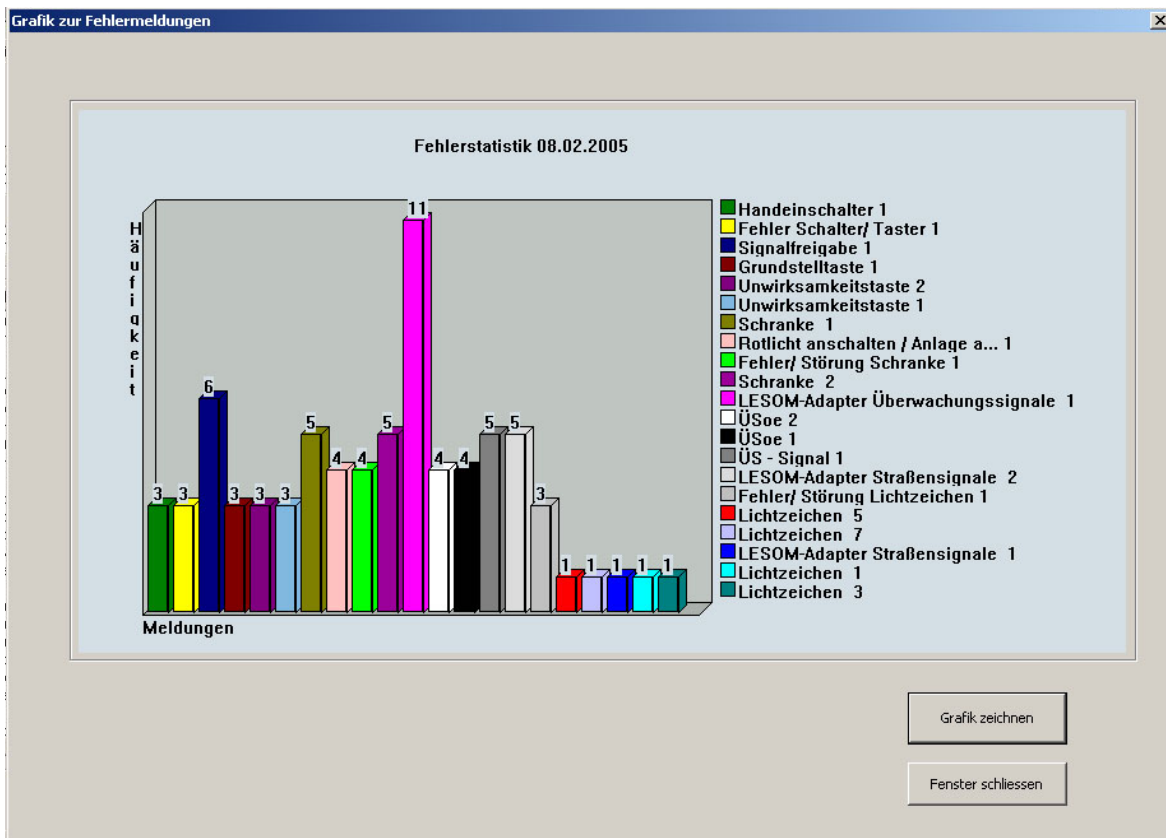 Grafik zur Fehlermeldungen
Fehlerstatistik 08.02.2005
Häufigkeit
3 3 6 3 3 3 5 4 4 5 11 4 4 5 5 3 1 1 1 1 1
Meldungen
Handeinschalter 1
Fehler Schalter/ Taster 1
Signalfreigabe 1
Grundstelltaste 1
Unwirksamkeitstaste 2
Unwirksamkeitstaste 1
Schranke 1
Rotlicht anschalten / Anlage a... 1
Fehler/ Störung Schranke 1
Schranke 2
LESOM-Adapter Überwachungssignale 1
ÜSoe 2
ÜSoe 1
ÜS - Signal 1
LESOM-Adapter Straßensignale 2
Fehler/ Störung Lichtzeichen 1
Lichtzeichen 5
Lichtzeichen 7
LESOM-Adapter Straßensignale 1
Lichtzeichen 1
Lichtzeichen 3
Grafik zeichnen
Fenster schliessen